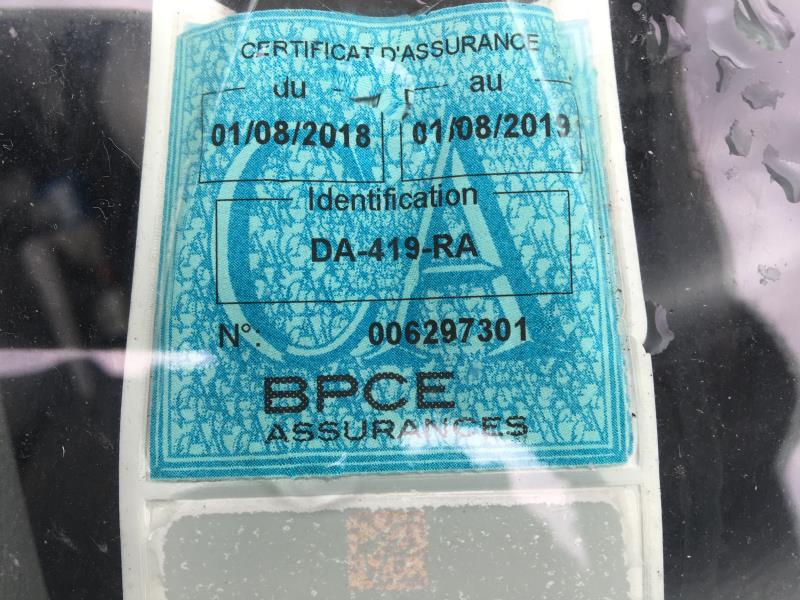 CERTIFICAT D'ASSURANCE
du au
01/08/2018 01/08/2019
Identification
DA-419-RA
N°: 006297301
BPCE
ASSURANCES